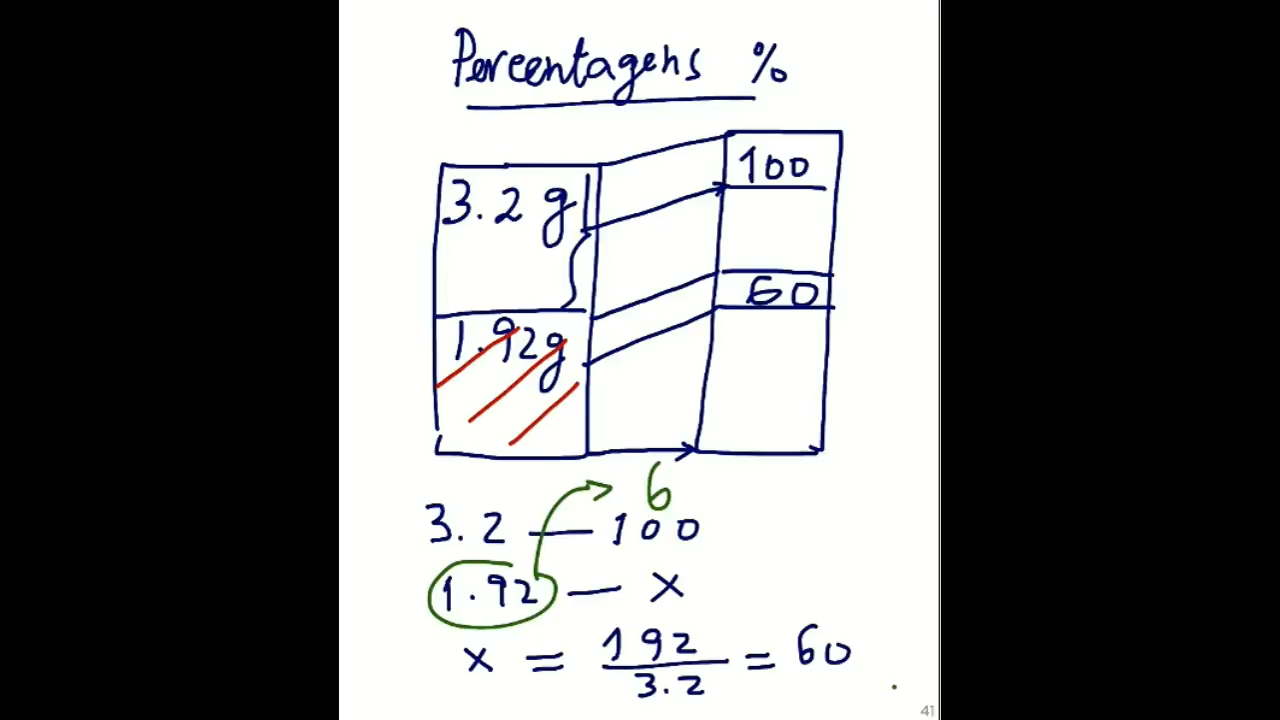 Percentagens %
3.2 g
100
60
1.92g
6
3.2 — 100
1.92 — x
x = 192/3.2 = 60
41